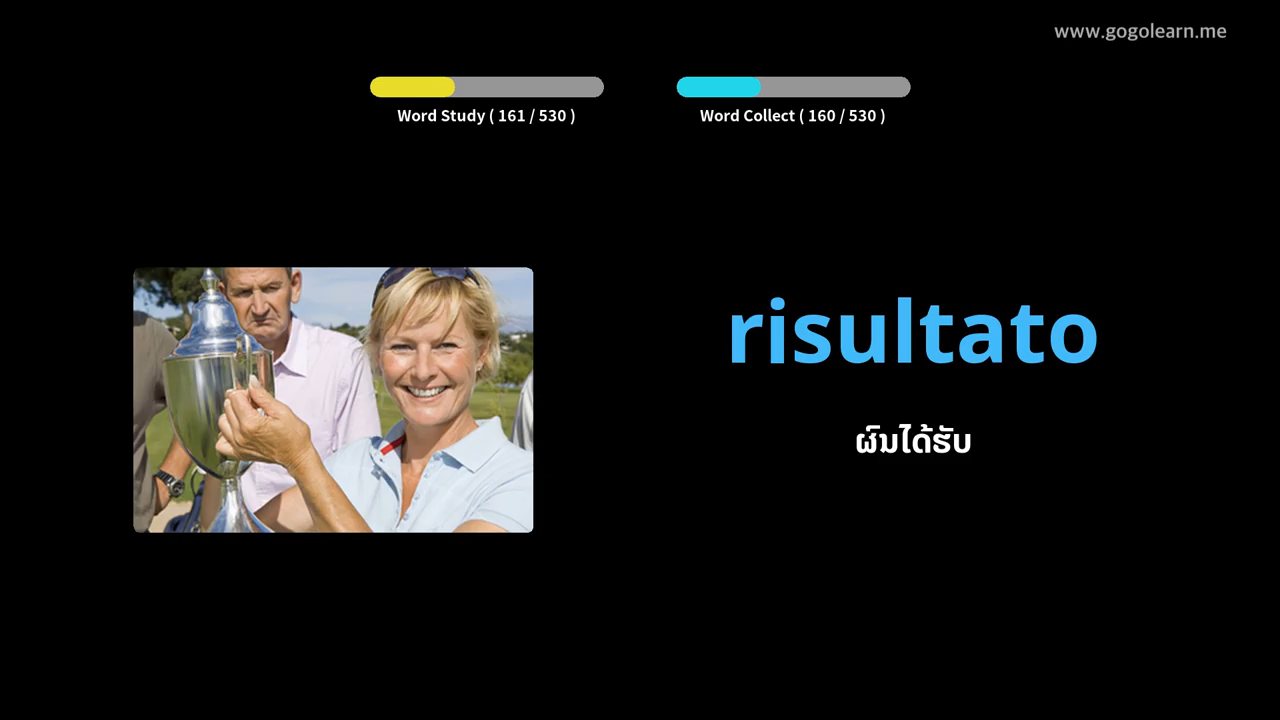 www.gogolearn.me
Word Study ( 161 / 530 )
Word Collect ( 160 / 530 )
risultato
ຜົນໄດ້ຮັບ